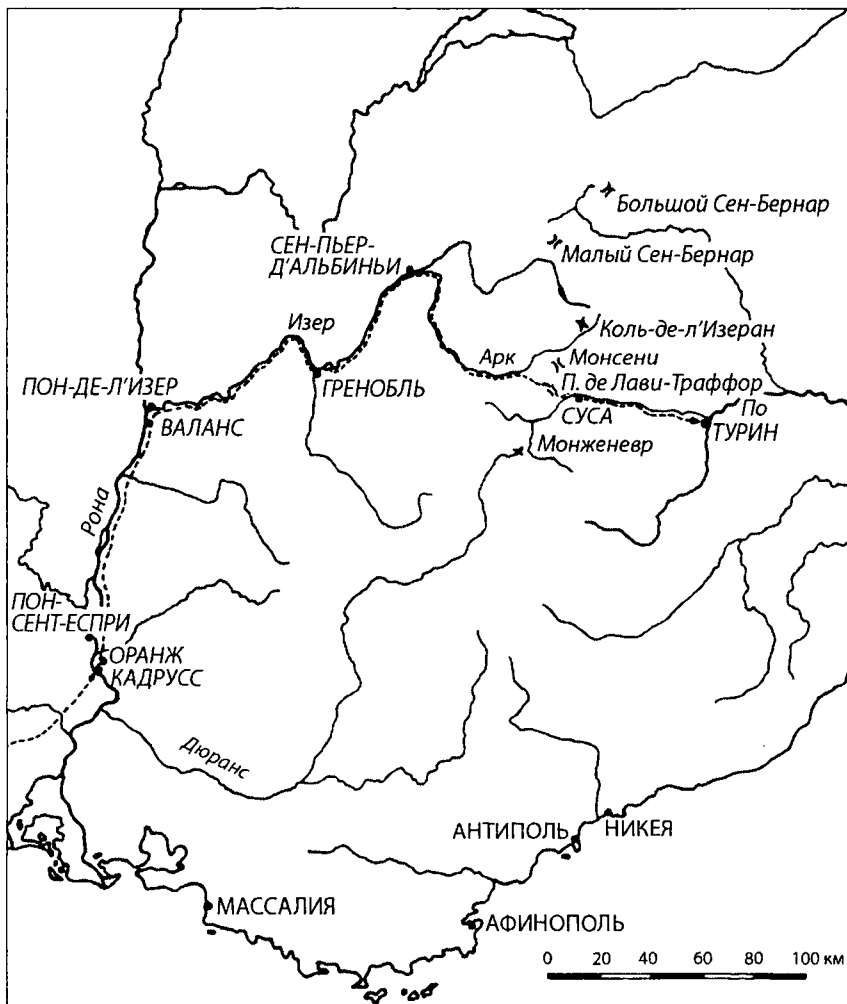 Большой Сен-Бернар
СЕН-ПЬЕР-
Д'АЛЬБИНЬИ
Малый Сен-Бернар
Изер
Коль-де-л'Изеран
Арк
Монсени
ПОН-ДЕ-Л'ИЗЕР
ГРЕНОБЛЬ
П. де Лави-Траффор
ВАЛАНС
СУСА
По
ТУРИН
Монженевр
Рона
ПОН-
СЕНТ-ЕСПРИ
ОРАНЖ
КАДРУСС
Дюранс
АНТИПОЛЬ
НИКЕЯ
МАССАЛИЯ
АФИНОПОЛЬ
0 20 40 60 80 100 км